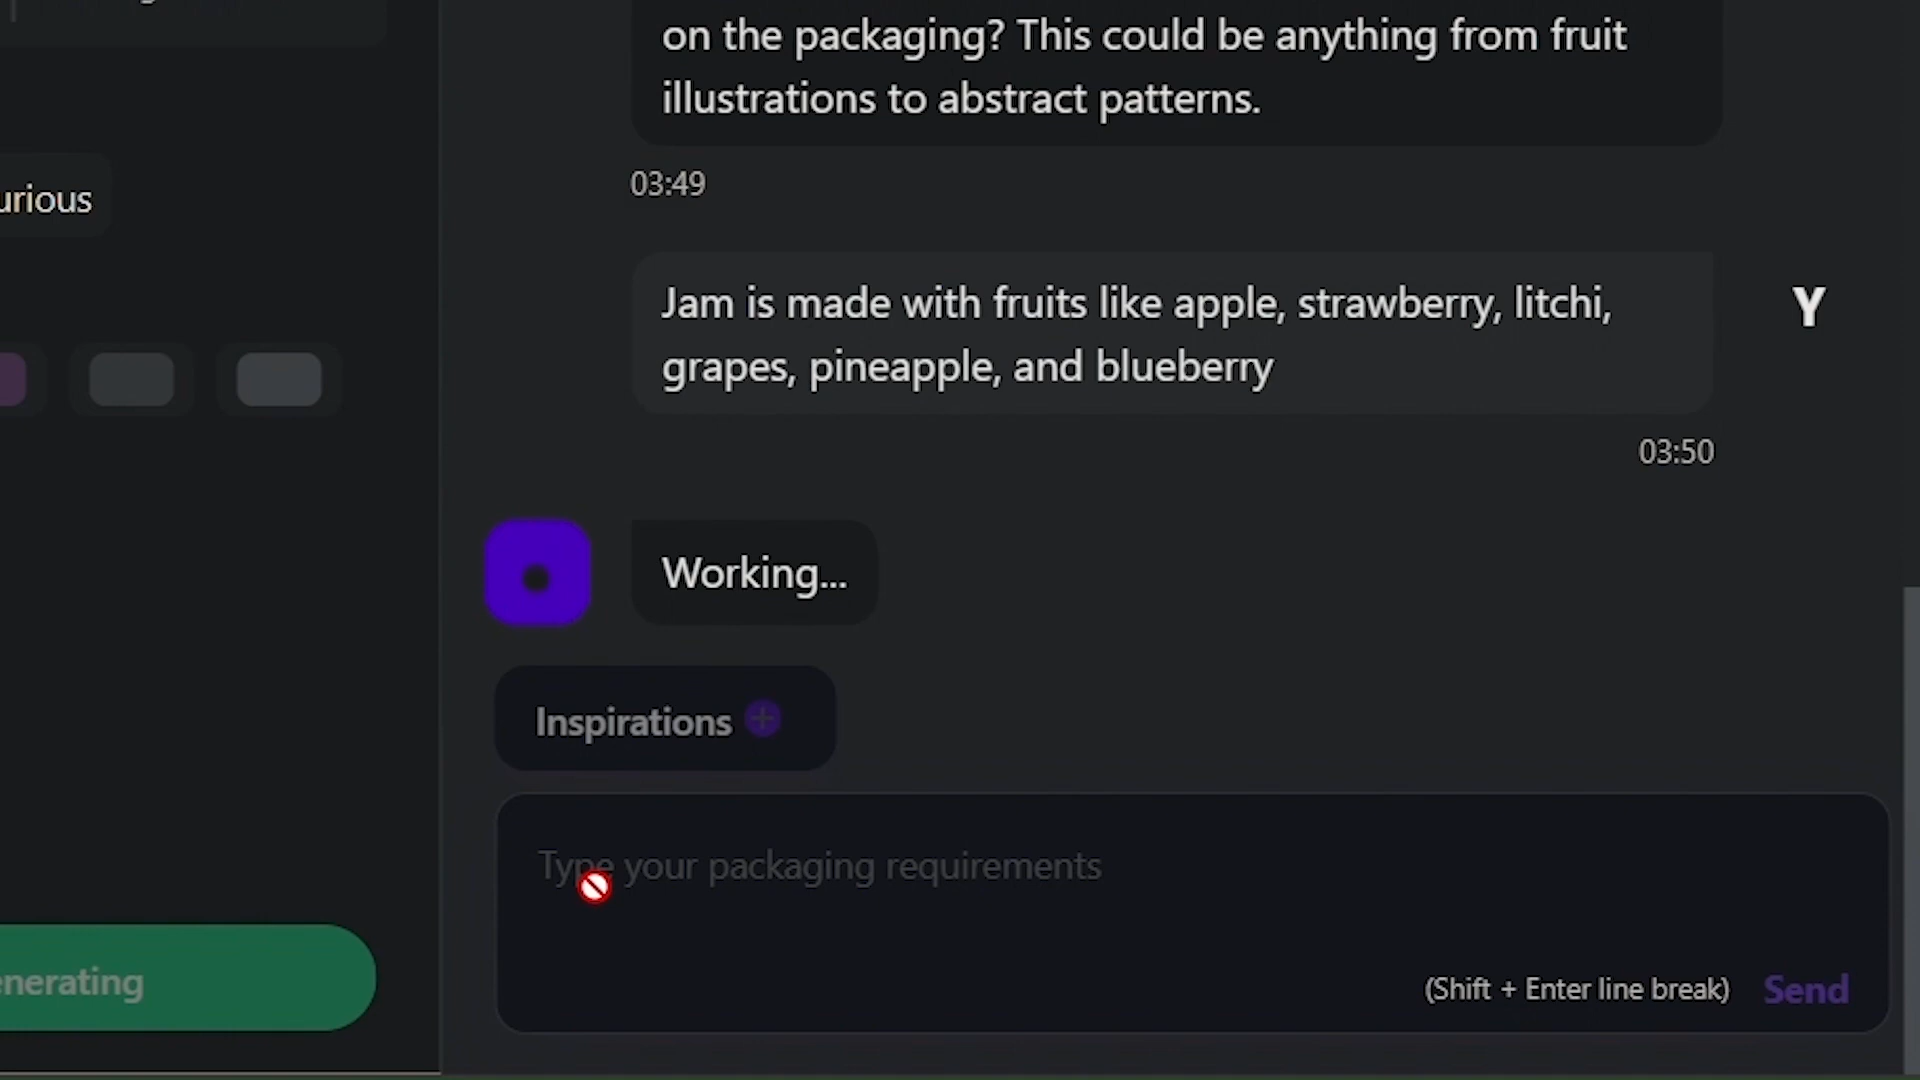 on the packaging? This could be anything from fruit
illustrations to abstract patterns.
03:49
urious
Jam is made with fruits like apple, strawberry, litchi,
grapes, pineapple, and blueberry
Y
03:50
Working...
Inspirations +
Type your packaging requirements
enerating
(Shift + Enter line break) Send